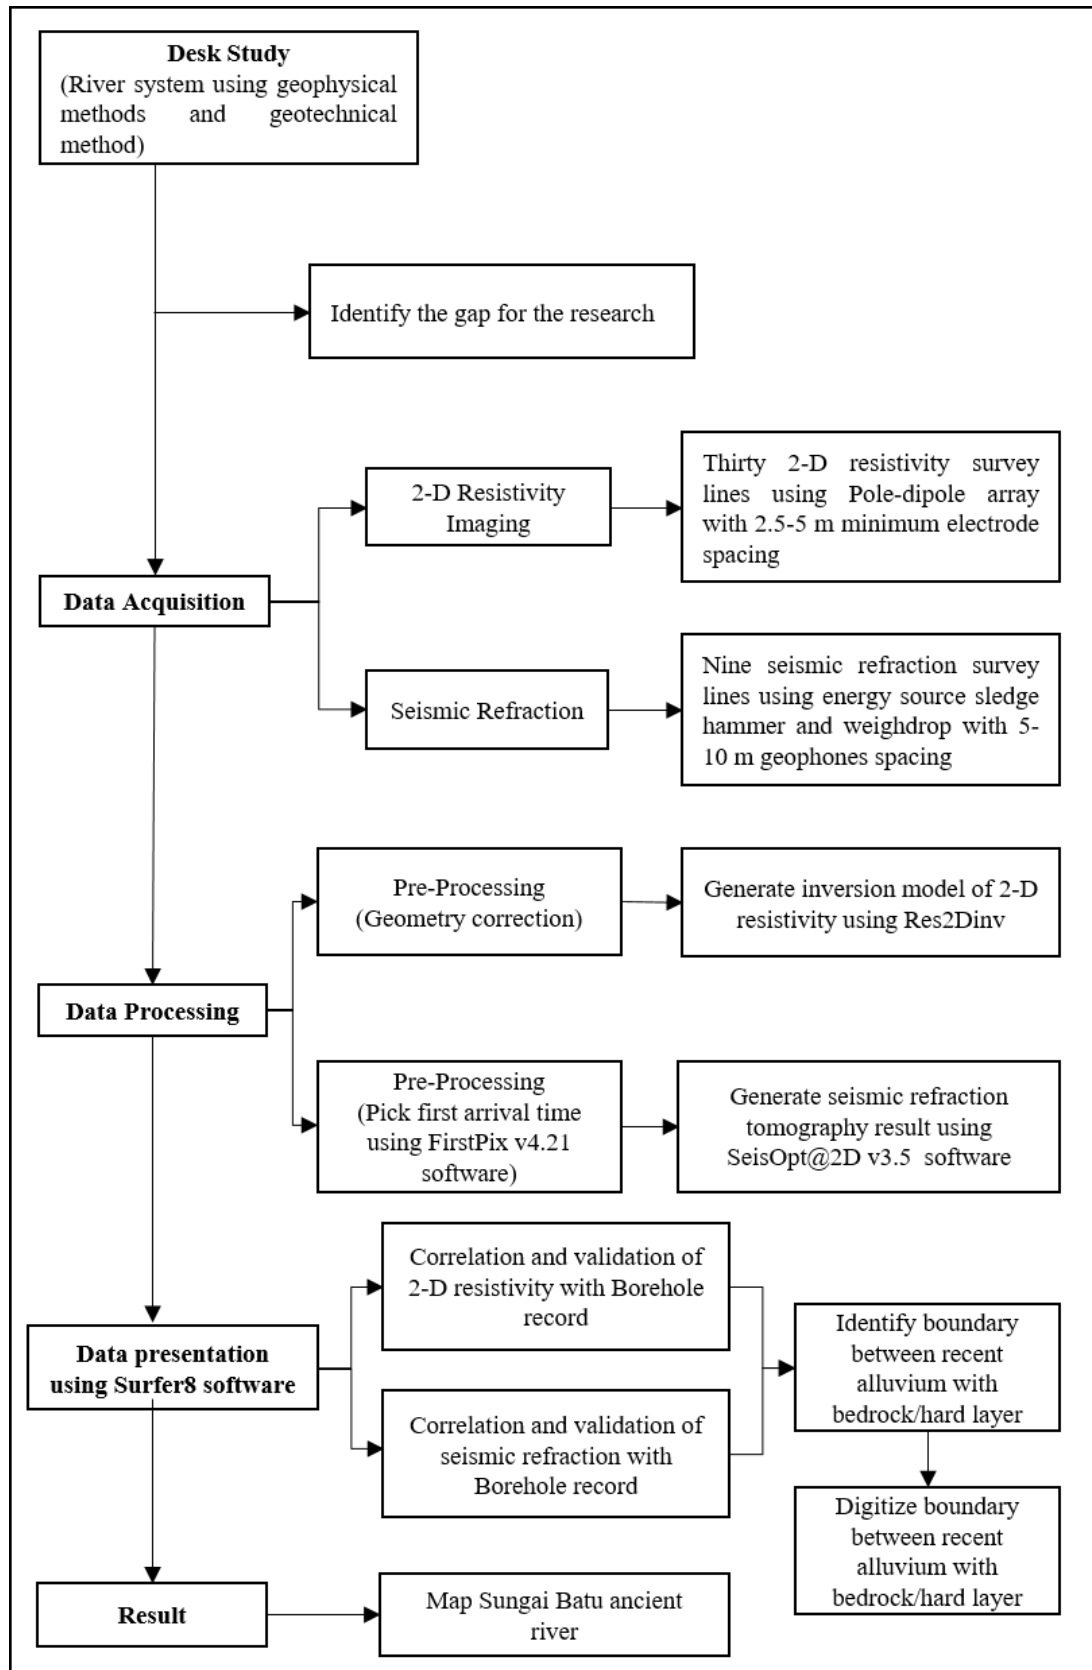 Desk Study
(River system using geophysical
methods and geotechnical
method)
Identify the gap for the research
2-D Resistivity
Imaging
Thirty 2-D resistivity survey
lines using Pole-dipole array
with 2.5-5 m minimum electrode
spacing
Data Acquisition
Seismic Refraction
Nine seismic refraction survey
lines using energy source sledge
hammer and weighdrop with 5-
10 m geophones spacing
Pre-Processing
(Geometry correction)
Generate inversion model of 2-D
resistivity using Res2Dinv
Data Processing
Pre-Processing
(Pick first arrival time
using FirstPix v4.21
software)
Generate seismic refraction
tomography result using
SeisOpt@2D v3.5 software
Correlation and validation of
2-D resistivity with Borehole
record
Data presentation
using Surfer8 software
Correlation and validation of
seismic refraction with
Borehole record
Identify boundary
between recent
alluvium with
bedrock/hard layer
Digitize boundary
between recent
alluvium with
bedrock/hard layer
Result
Map Sungai Batu ancient
river